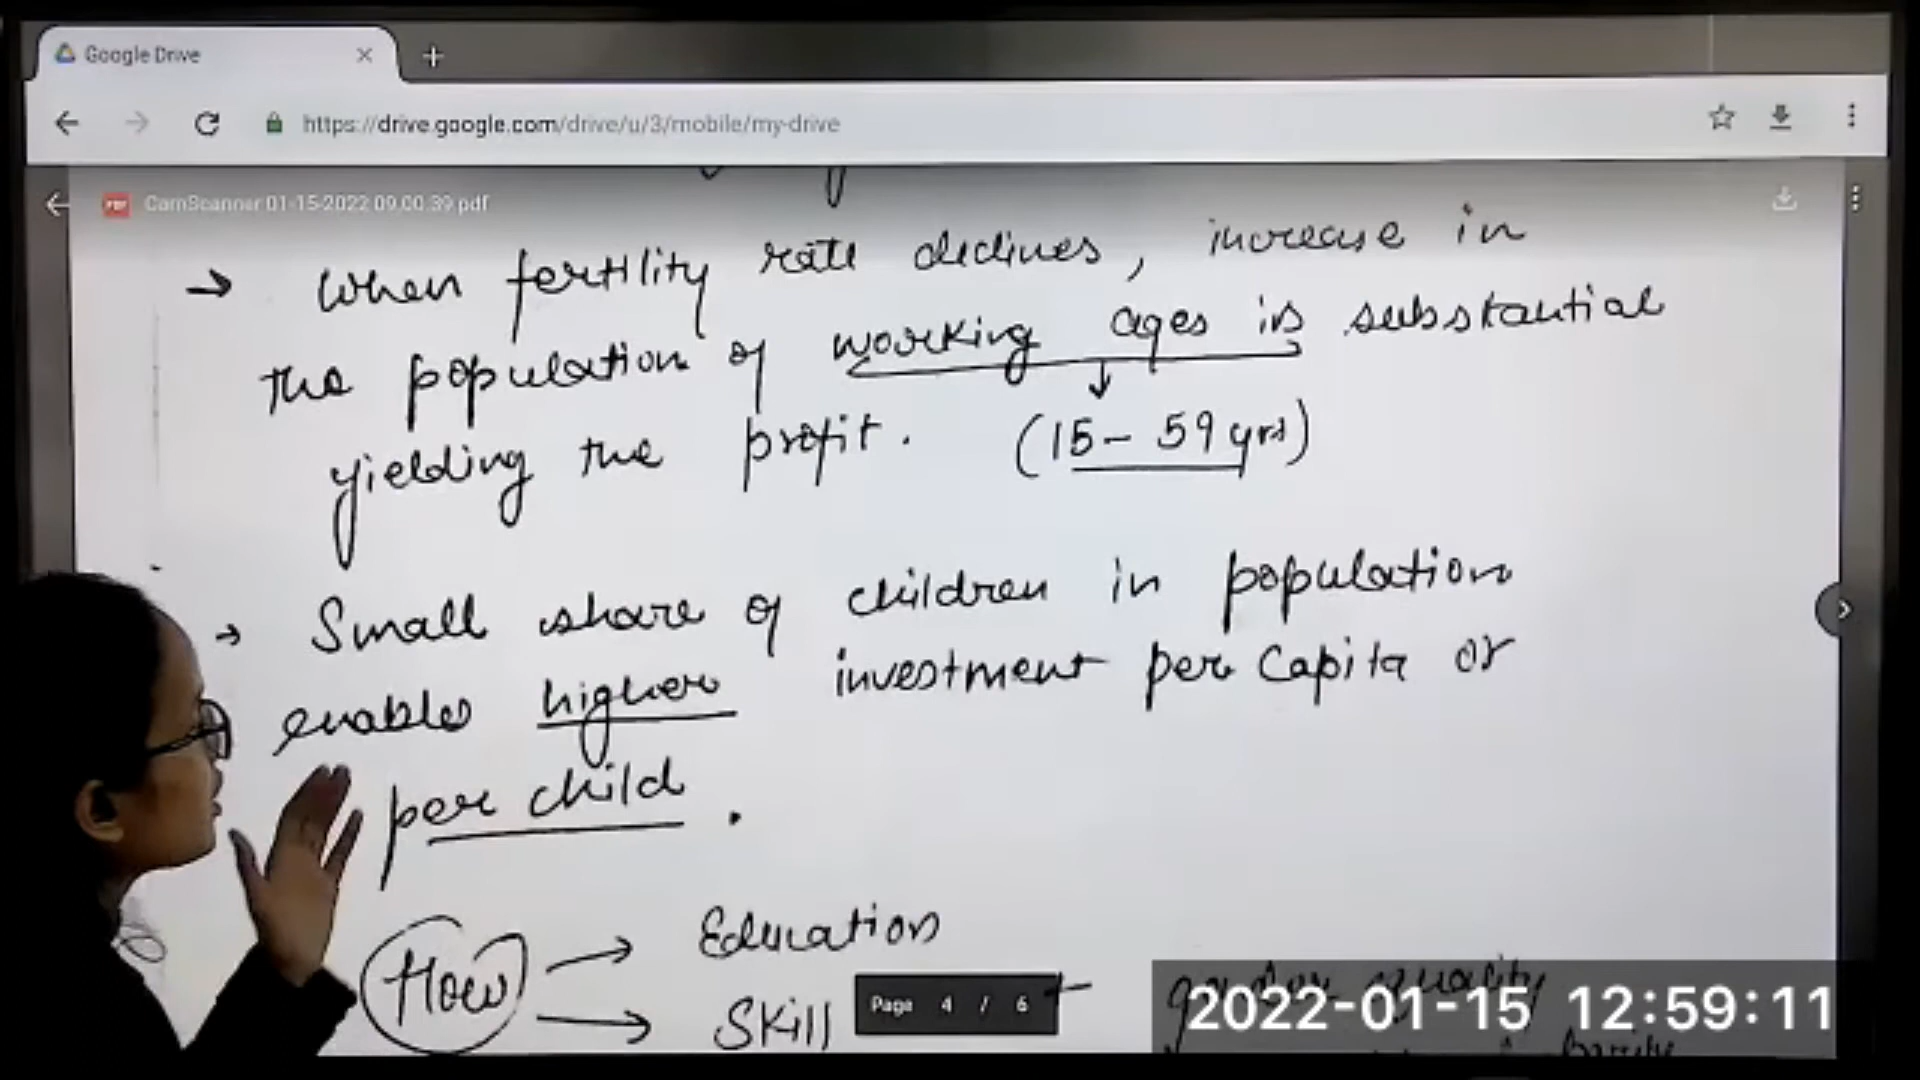 Google Drive
https://drive.google.com/drive/u/3/mobile/my-drive
CamScanner 01-15-2022 09.00.39.pdf
→ When fertility rate declines, increase in
the population of working ages is substantial
yielding the profit. (15 - 59 yrs)
→ Small share of children in population
enables higher investment per Capita or
per child.
How → Education
→ Skill
Page 4 / 6
2022-01-15 12:59:11